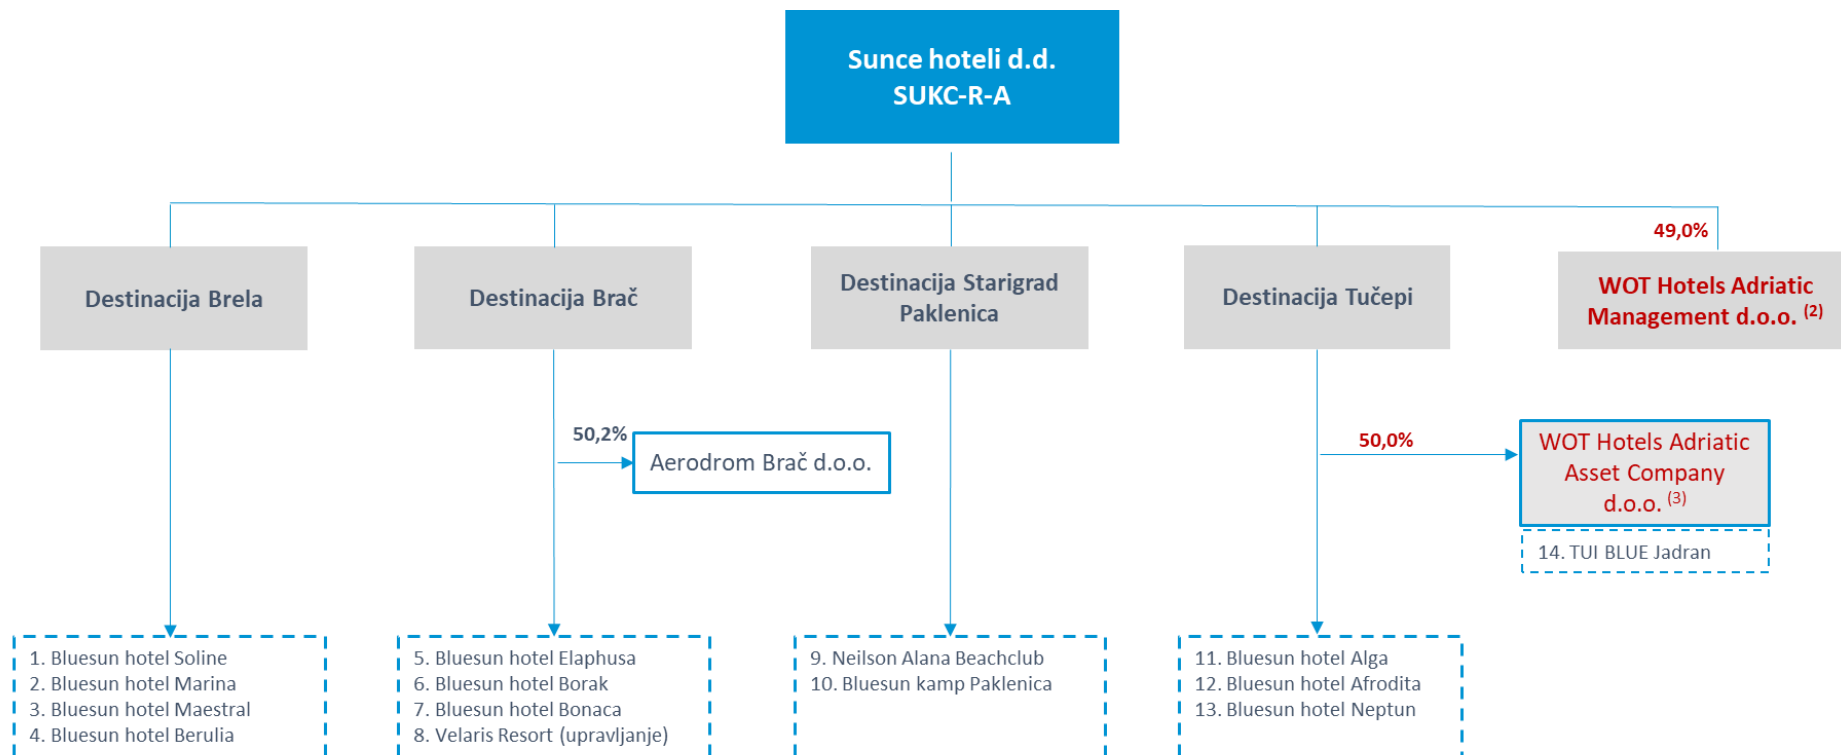 Sunce hoteli d.d.
SUKC-R-A
49,0%
Destinacija Brela
Destinacija Brač
Destinacija Starigrad
Paklenica
Destinacija Tučepi
WOT Hotels Adriatic
Management d.o.o. (2)
50,2%
Aerodrom Brač d.o.o.
50,0%
WOT Hotels Adriatic
Asset Company
d.o.o. (3)
14. TUI BLUE Jadran
1. Bluesun hotel Soline
2. Bluesun hotel Marina
3. Bluesun hotel Maestral
4. Bluesun hotel Berulia
5. Bluesun hotel Elaphusa
6. Bluesun hotel Borak
7. Bluesun hotel Bonaca
8. Velaris Resort (upravljanje)
9. Neilson Alana Beachclub
10. Bluesun kamp Paklenica
11. Bluesun hotel Alga
12. Bluesun hotel Afrodita
13. Bluesun hotel Neptun